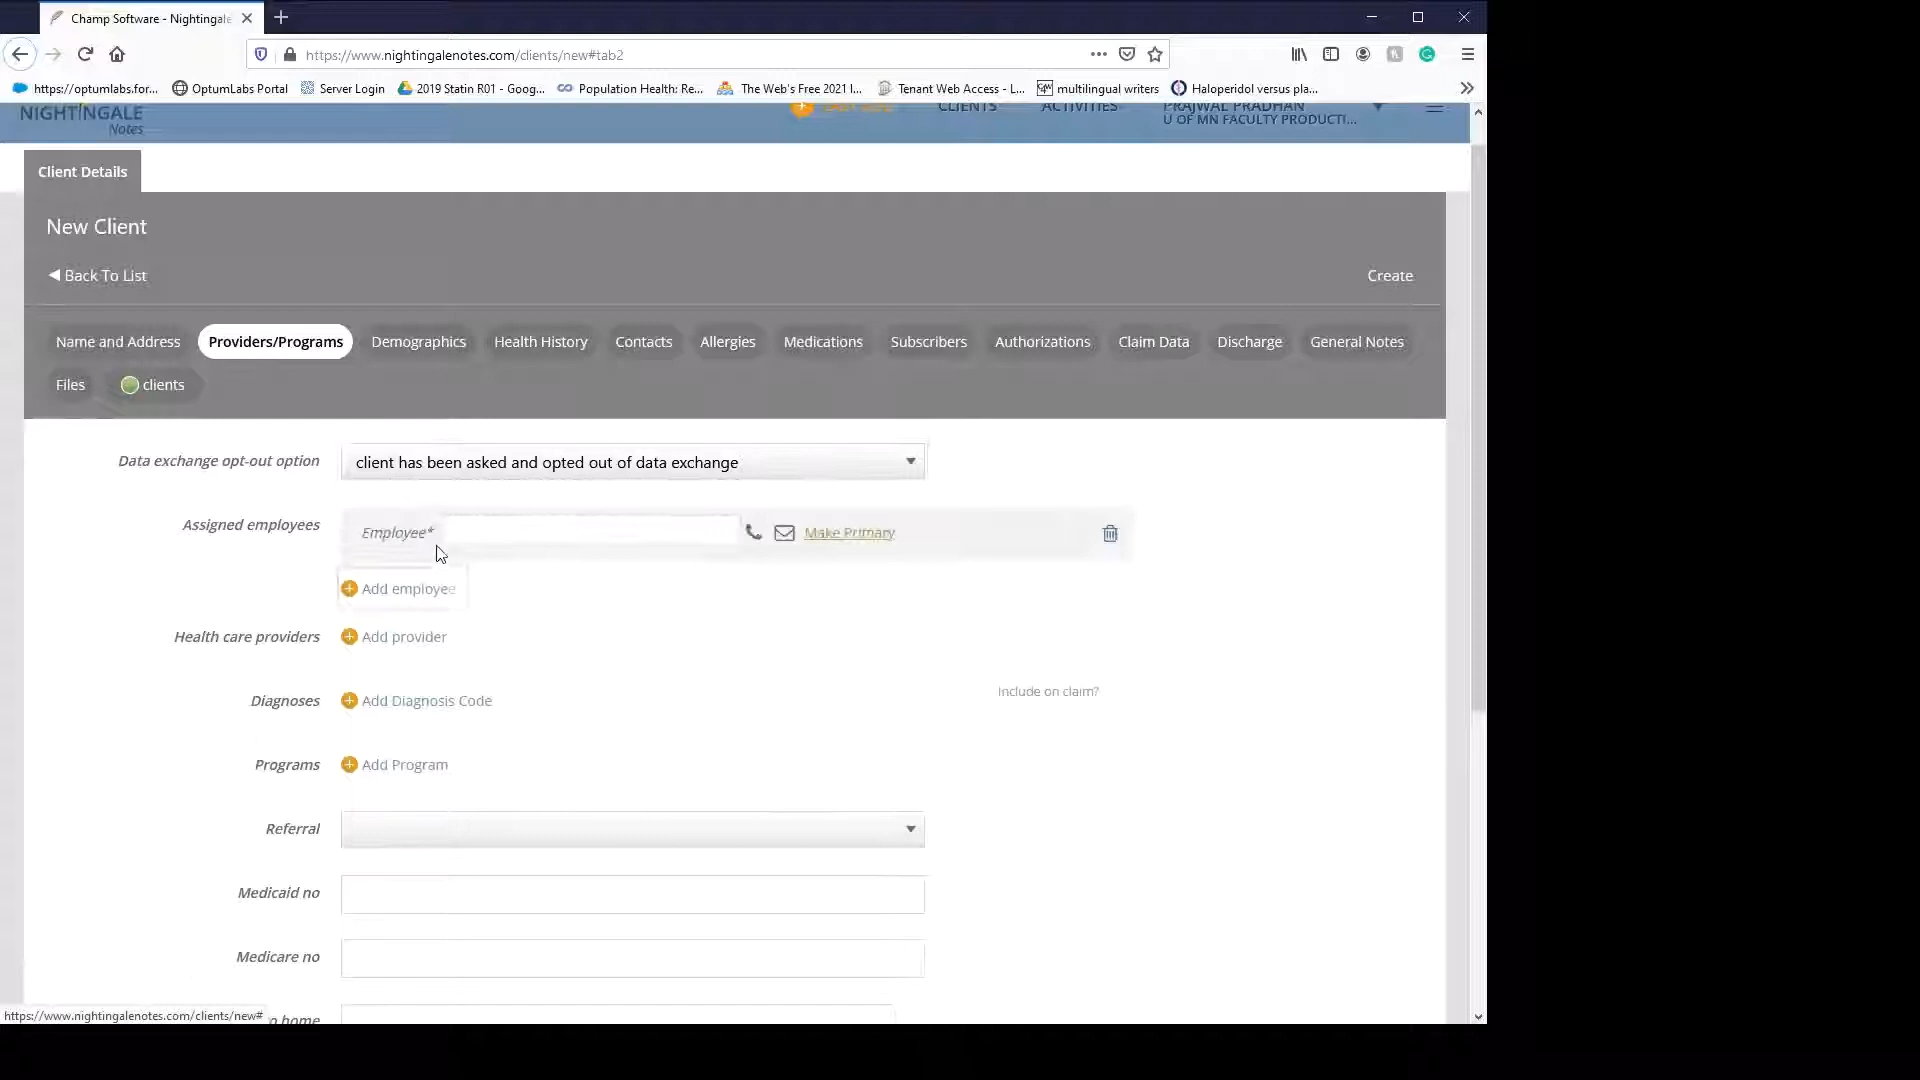 Champ Software - Nightingale
https://www.nightingalenotes.com/clients/new#tab2
https://optumlabs.for... OptumLabs Portal Server Login 2019 Statin R01 - Goog... Population Health: Re... The Web's Free 2021 I... Tenant Web Access - L... multilingual writers Haloperidol versus pla...
NIGHTINGALE
Notes
CLIENTS ACTIVITIES PRAJWAL PRADHAN
U OF MN FACULTY PRODUCTI...
Client Details
New Client
Back To List Create
Name and Address Providers/Programs Demographics Health History Contacts Allergies Medications Subscribers Authorizations Claim Data Discharge General Notes
Files clients
Data exchange opt-out option client has been asked and opted out of data exchange
Assigned employees Employee* Make Primary
Add employee
Health care providers Add provider
Include on claim?
Diagnoses Add Diagnosis Code
Programs Add Program
Referral
Medicaid no
Medicare no
https://www.nightingalenotes.com/clients/new# o home